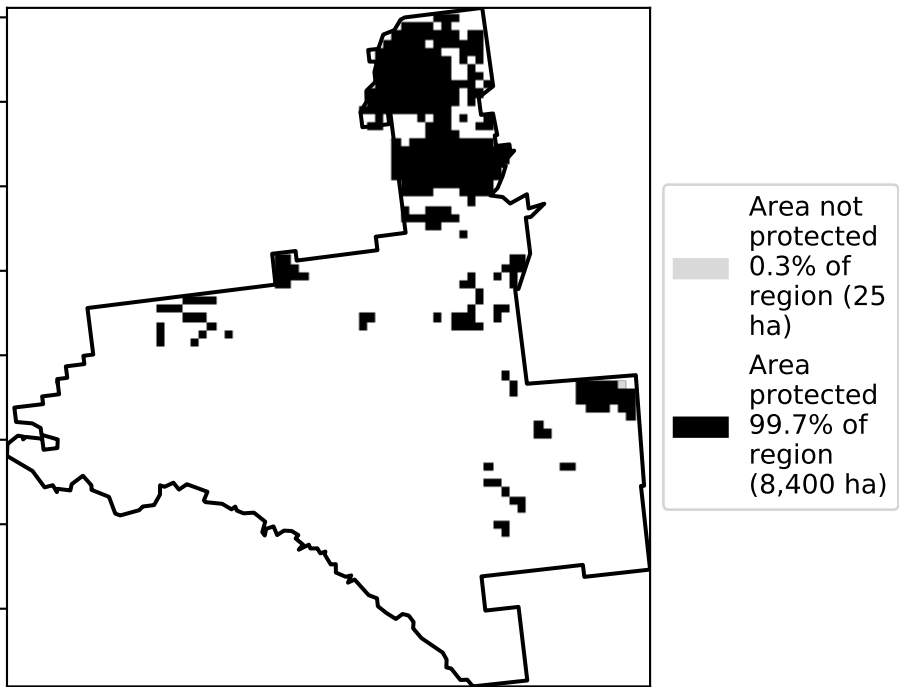 Area not
protected
0.3% of
region (25
ha)
Area
protected
99.7% of
region
(8,400 ha)